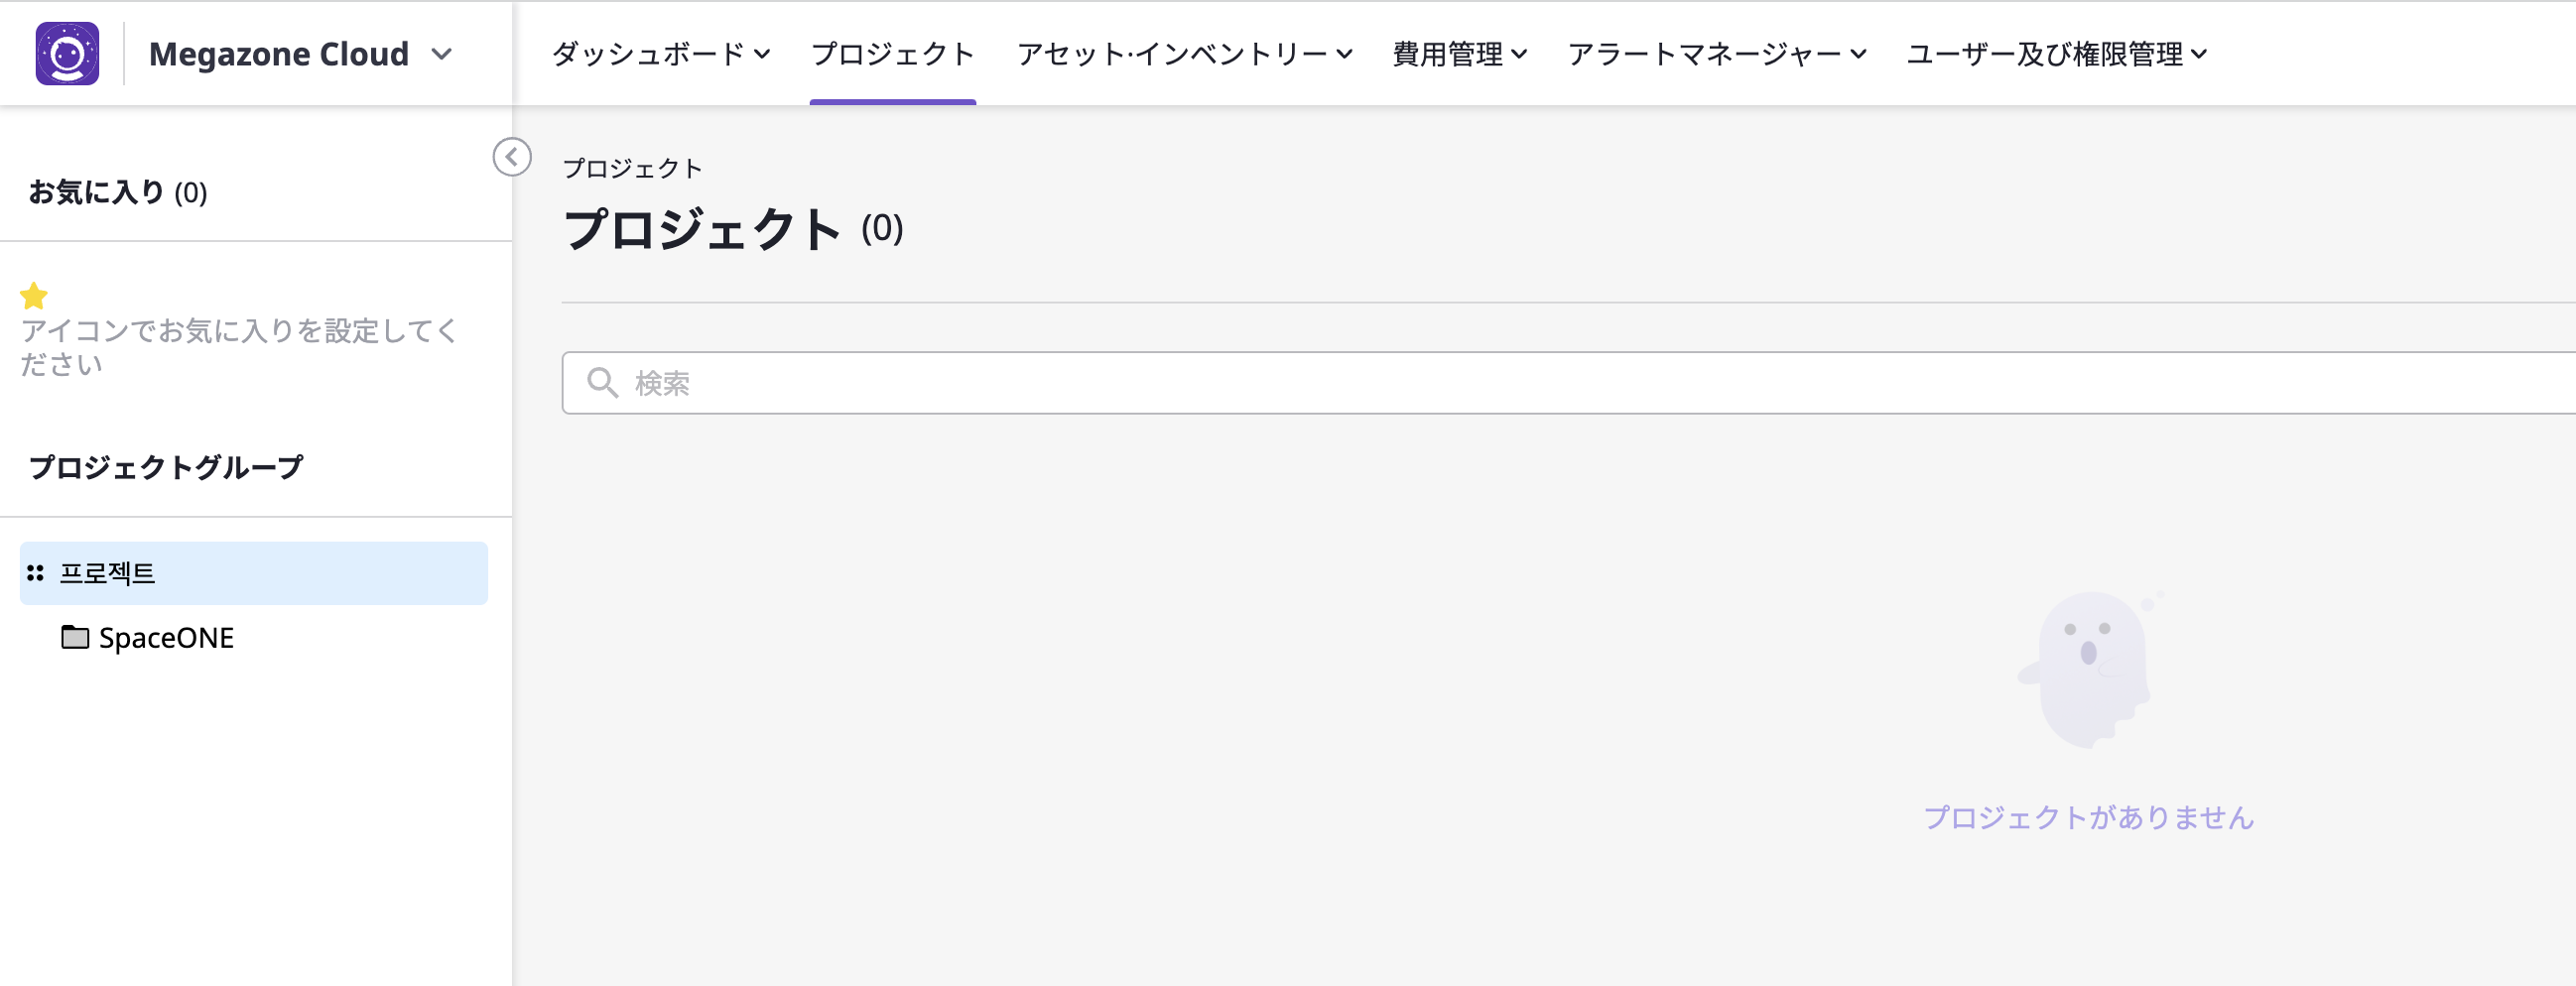 Megazone Cloud
ダッシュボード プロジェクト アセット·インベントリー 費用管理 アラートマネージャー ユーザー及び権限管理
お気に入り (0)
アイコンでお気に入りを設定してく
ださい
プロジェクトグループ
프로젝트
SpaceONE
プロジェクト
プロジェクト (0)
検索
プロジェクトがありません